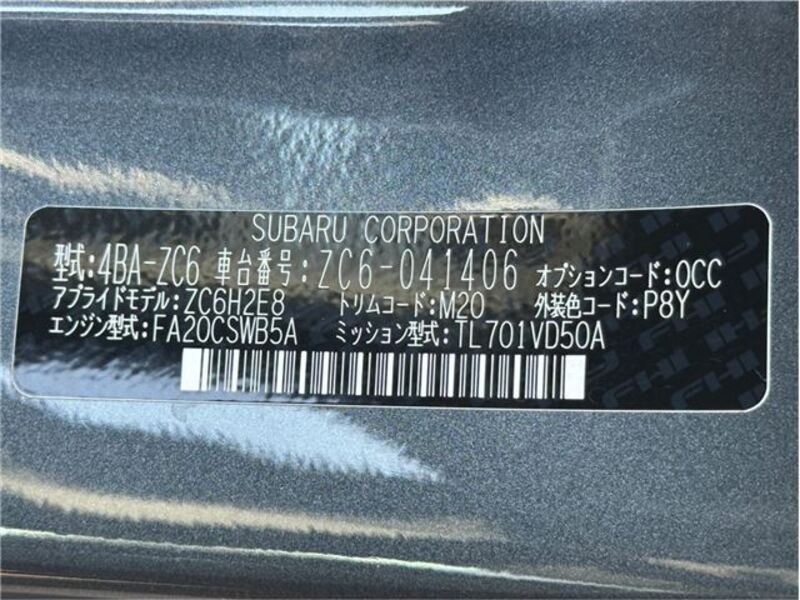 SUBARU CORPORATION
型式:4BA-ZC6 車台番号:ZC6-041406 オプションコード:OCC
アプライドモデル:ZC6H2E8 トリムコード:M20 外装色コード:P8Y
エンジン型式:FA20CSWB5A ミッション型式:TL701VD50A